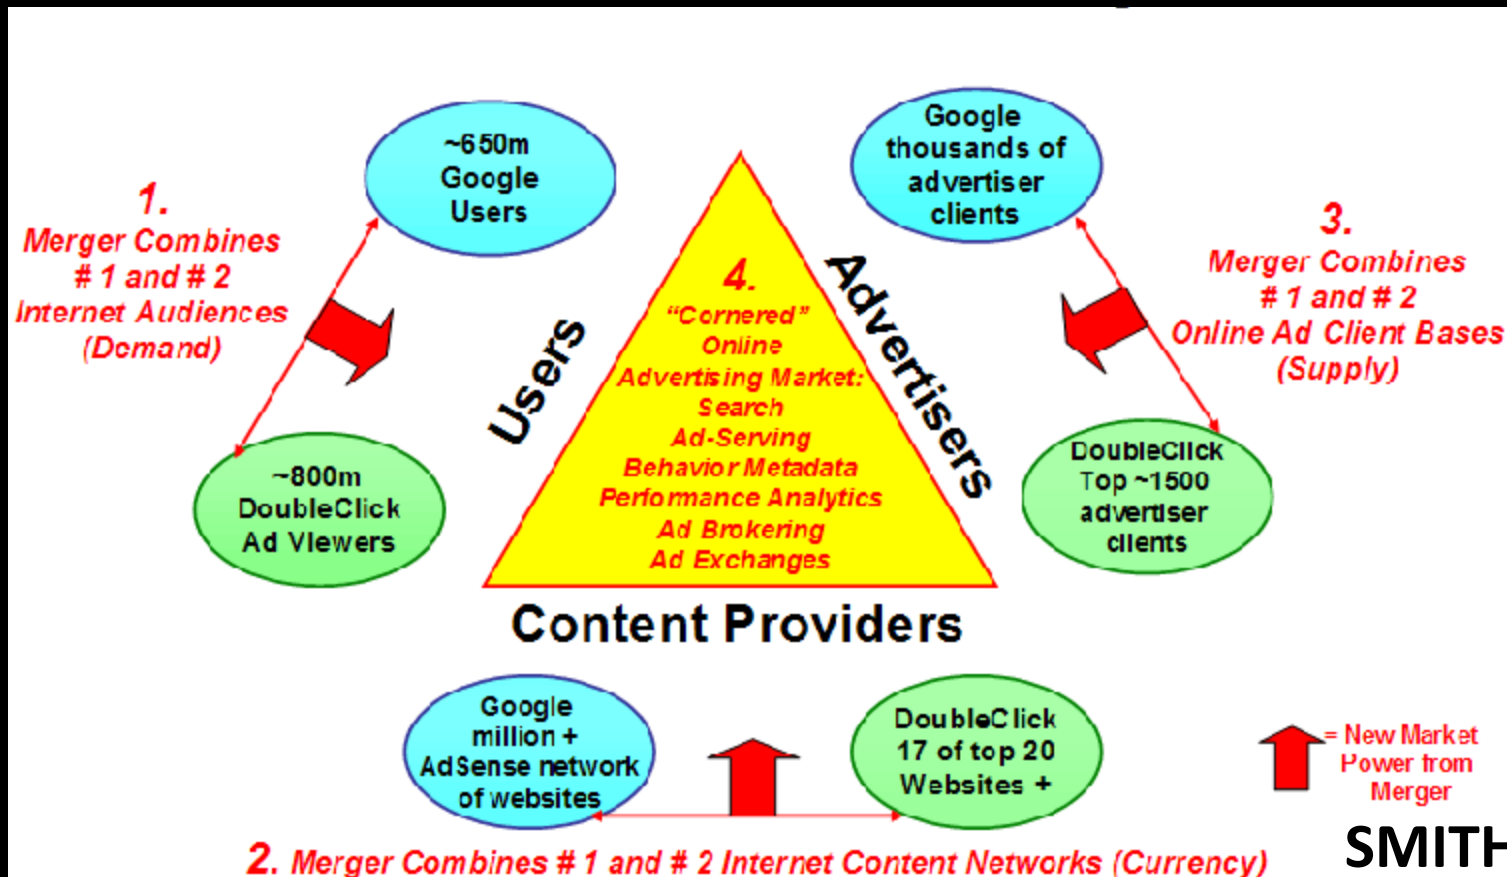 ~650m
Google
Users
Google
thousands of
advertiser
clients
1.
Merger Combines
# 1 and # 2
Internet Audiences
(Demand)
3.
Merger Combines
# 1 and # 2
Online Ad Client Bases
(Supply)
4.
“Cornered”
Online
Advertising Market:
Search
Ad-Serving
Behavior Metadata
Performance Analytics
Ad Brokering
Ad Exchanges
Users
Advertisers
~800m
DoubleClick
Ad Viewers
DoubleClick
Top ~1500
advertiser
clients
Content Providers
Google
million +
AdSense network
of websites
DoubleClick
17 of top 20
Websites +
= New Market
Power from
Merger
SMITH
2. Merger Combines # 1 and # 2 Internet Content Networks (Currency)